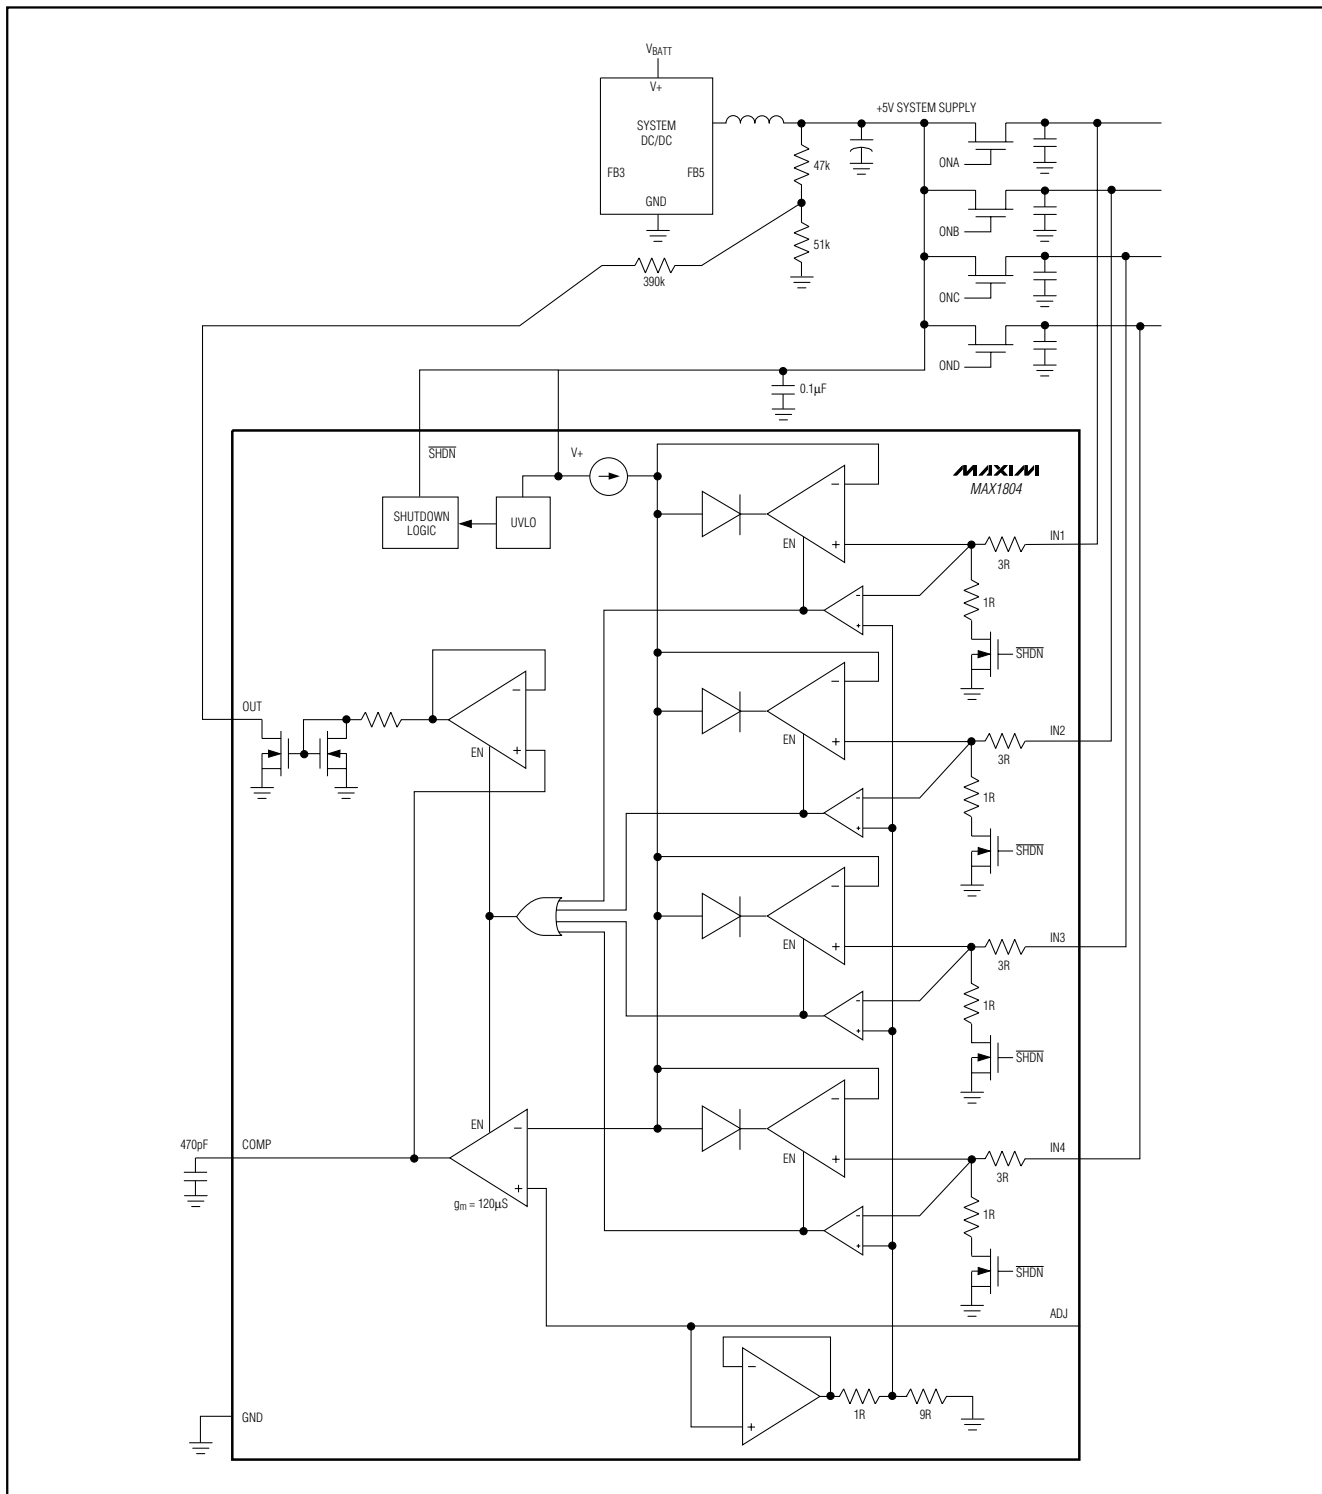 VBATT
V+
SYSTEM
DC/DC
FB3
FB5
GND
+5V SYSTEM SUPPLY
47k
51k
390k
ONA
ONB
ONC
OND
0.1μF
SHDN
V+
SHUTDOWN
LOGIC
UVLO
MAXIM
MAX1804
−
+
EN
IN1
3R
1R
-
+
SHDN
−
+
EN
IN2
3R
1R
-
+
SHDN
OUT
−
+
EN
−
+
EN
IN3
3R
1R
-
+
SHDN
−
+
EN
IN4
3R
1R
-
+
SHDN
470pF
COMP
EN
−
+
gm = 120μS
ADJ
−
+
1R
9R
GND